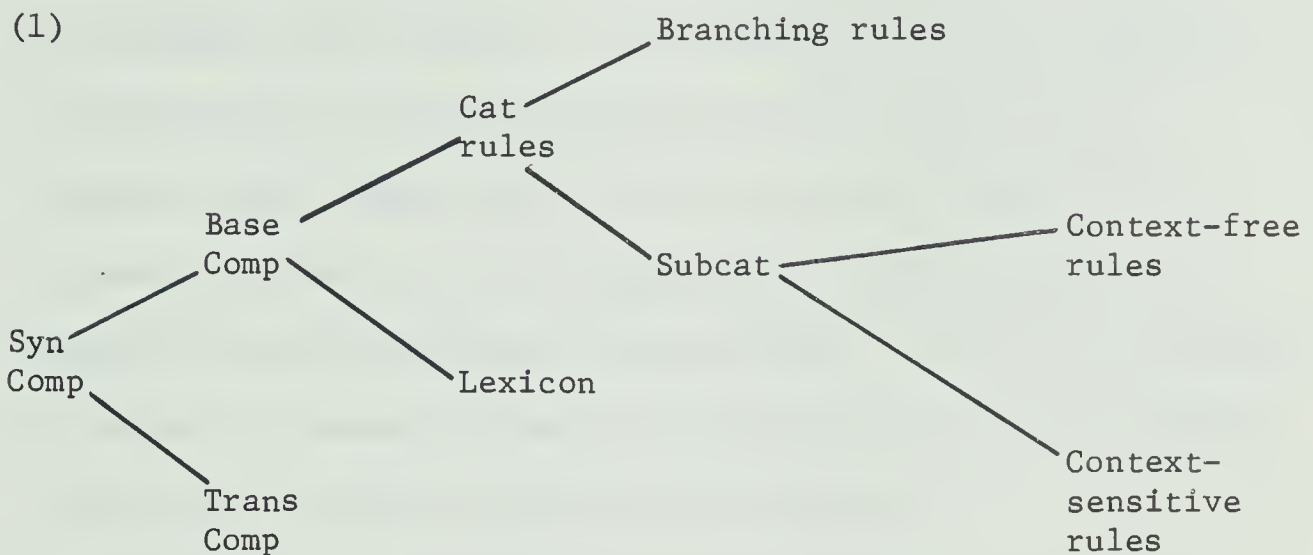 (1)
Branching rules
Cat
rules
Base
Comp
Context-free
rules
Subcat
Syn
Comp
Lexicon
Trans
Comp
Context-
sensitive
rules